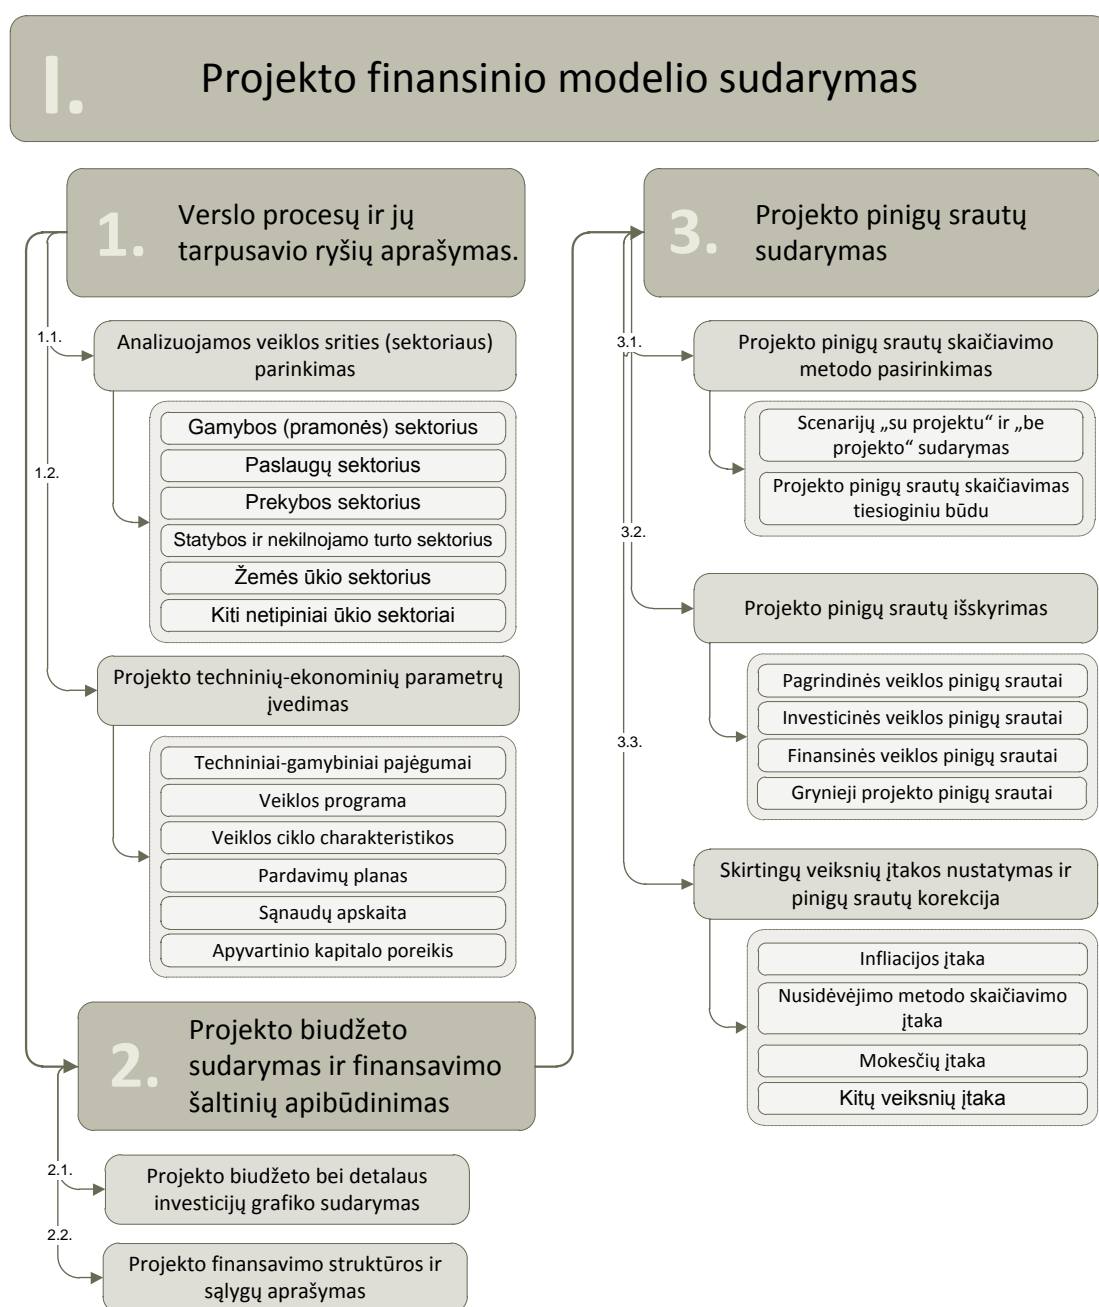 I.
Projekto finansinio modelio sudarymas
1.
Verslo procesų ir jų
tarpusavio ryšių aprašymas.
1.1.
Analizuojamos veiklos srities (sektoriaus)
parinkimas
Gamybos (pramonės) sektorius
Paslaugų sektorius
Prekybos sektorius
Statybos ir nekilnojamo turto sektorius
Žemės ūkio sektorius
Kiti netipiniai ūkio sektoriai
1.2.
Projekto techninių-ekonominių parametrų
įvedimas
Techniniai-gamybiniai pajėgumai
Veiklos programa
Veiklos ciklo charakteristikos
Pardavimų planas
Sąnaudų apskaita
Apyvartinio kapitalo poreikis
2.
Projekto biudžeto
sudarymas ir finansavimo
šaltinių apibūdinimas
2.1.
Projekto biudžeto bei detalaus
investicijų grafiko sudarymas
2.2.
Projekto finansavimo struktūros ir
sąlygų aprašymas
3.
Projekto pinigų srautų
sudarymas
3.1.
Projekto pinigų srautų skaičiavimo
metodo pasirinkimas
Scenarijų „su projektu“ ir „be
projekto“ sudarymas
Projekto pinigų srautų skaičiavimas
tiesioginiu būdu
3.2.
Projekto pinigų srautų išskyrimas
Pagrindinės veiklos pinigų srautai
Investicinės veiklos pinigų srautai
Finansinės veiklos pinigų srautai
Grynieji projekto pinigų srautai
3.3.
Skirtingų veiksnių įtakos nustatymas ir
pinigų srautų korekcija
Infliacijos įtaka
Nusidėvėjimo metodo skaičiavimo
įtaka
Mokesčių įtaka
Kitų veiksnių įtaka